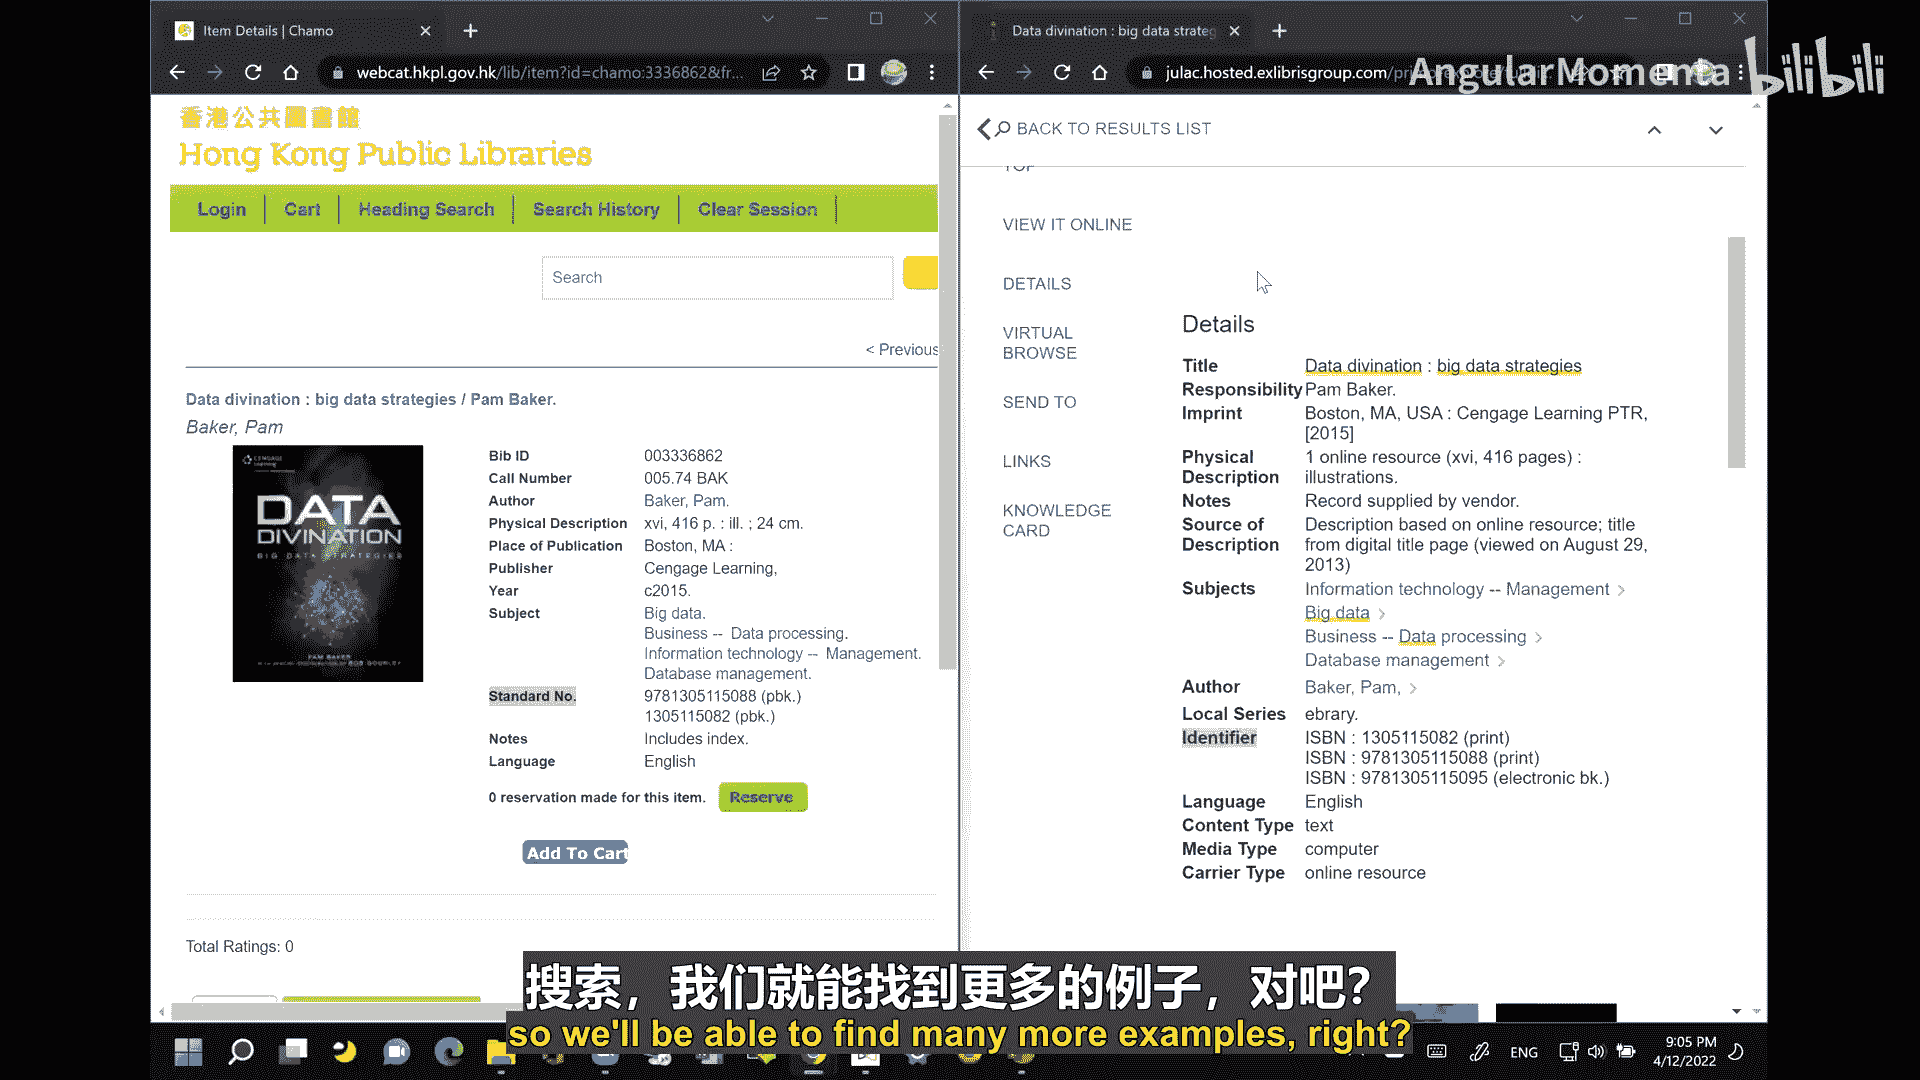 Item Details | Chamo
webcat.hkpl.gov.hk/lib/item?id=chamo:3336862&fr...
香港公共圖書館
Hong Kong Public Libraries
Login
Cart
Heading Search
Search History
Clear Session
Search
< Previous
Data divination : big data strategies / Pam Baker.
Baker, Pam
CENGAGE
Learning
DATA
DIVINATION
BIG DATA STRATEGIES
PAM BAKER
Bib ID 003336862
Call Number 005.74 BAK
Author Baker, Pam.
Physical Description xvi, 416 p. : ill. ; 24 cm.
Place of Publication Boston, MA :
Publisher Cengage Learning,
Year c2015.
Subject Big data.
Business -- Data processing.
Information technology -- Management.
Database management.
Standard No. 9781305115088 (pbk.)
1305115082 (pbk.)
Notes Includes index.
Language English
0 reservation made for this item. Reserve
Add To Cart
Total Ratings: 0
Data divination : big data strateg
julac.hosted.exlibrisgroup.com/
AngularMomenta bilibili
BACK TO RESULTS LIST
TOP
VIEW IT ONLINE
DETAILS
VIRTUAL
BROWSE
SEND TO
LINKS
KNOWLEDGE
CARD
Details
Title Data divination : big data strategies
Responsibility Pam Baker.
Imprint Boston, MA, USA : Cengage Learning PTR,
[2015]
Physical Description 1 online resource (xvi, 416 pages) :
illustrations.
Notes Record supplied by vendor.
Source of Description Description based on online resource; title
from digital title page (viewed on August 29,
2013)
Subjects Information technology -- Management
Big data
Business -- Data processing
Database management
Author Baker, Pam,
Local Series ebrary.
Identifier ISBN : 1305115082 (print)
ISBN : 9781305115088 (print)
ISBN : 9781305115095 (electronic bk.)
Language English
Content Type text
Media Type computer
Carrier Type online resource
搜索，我们就能找到更多的例子，对吧？
so we'll be able to find many more examples, right?
ENG
9:05 PM
4/12/2022